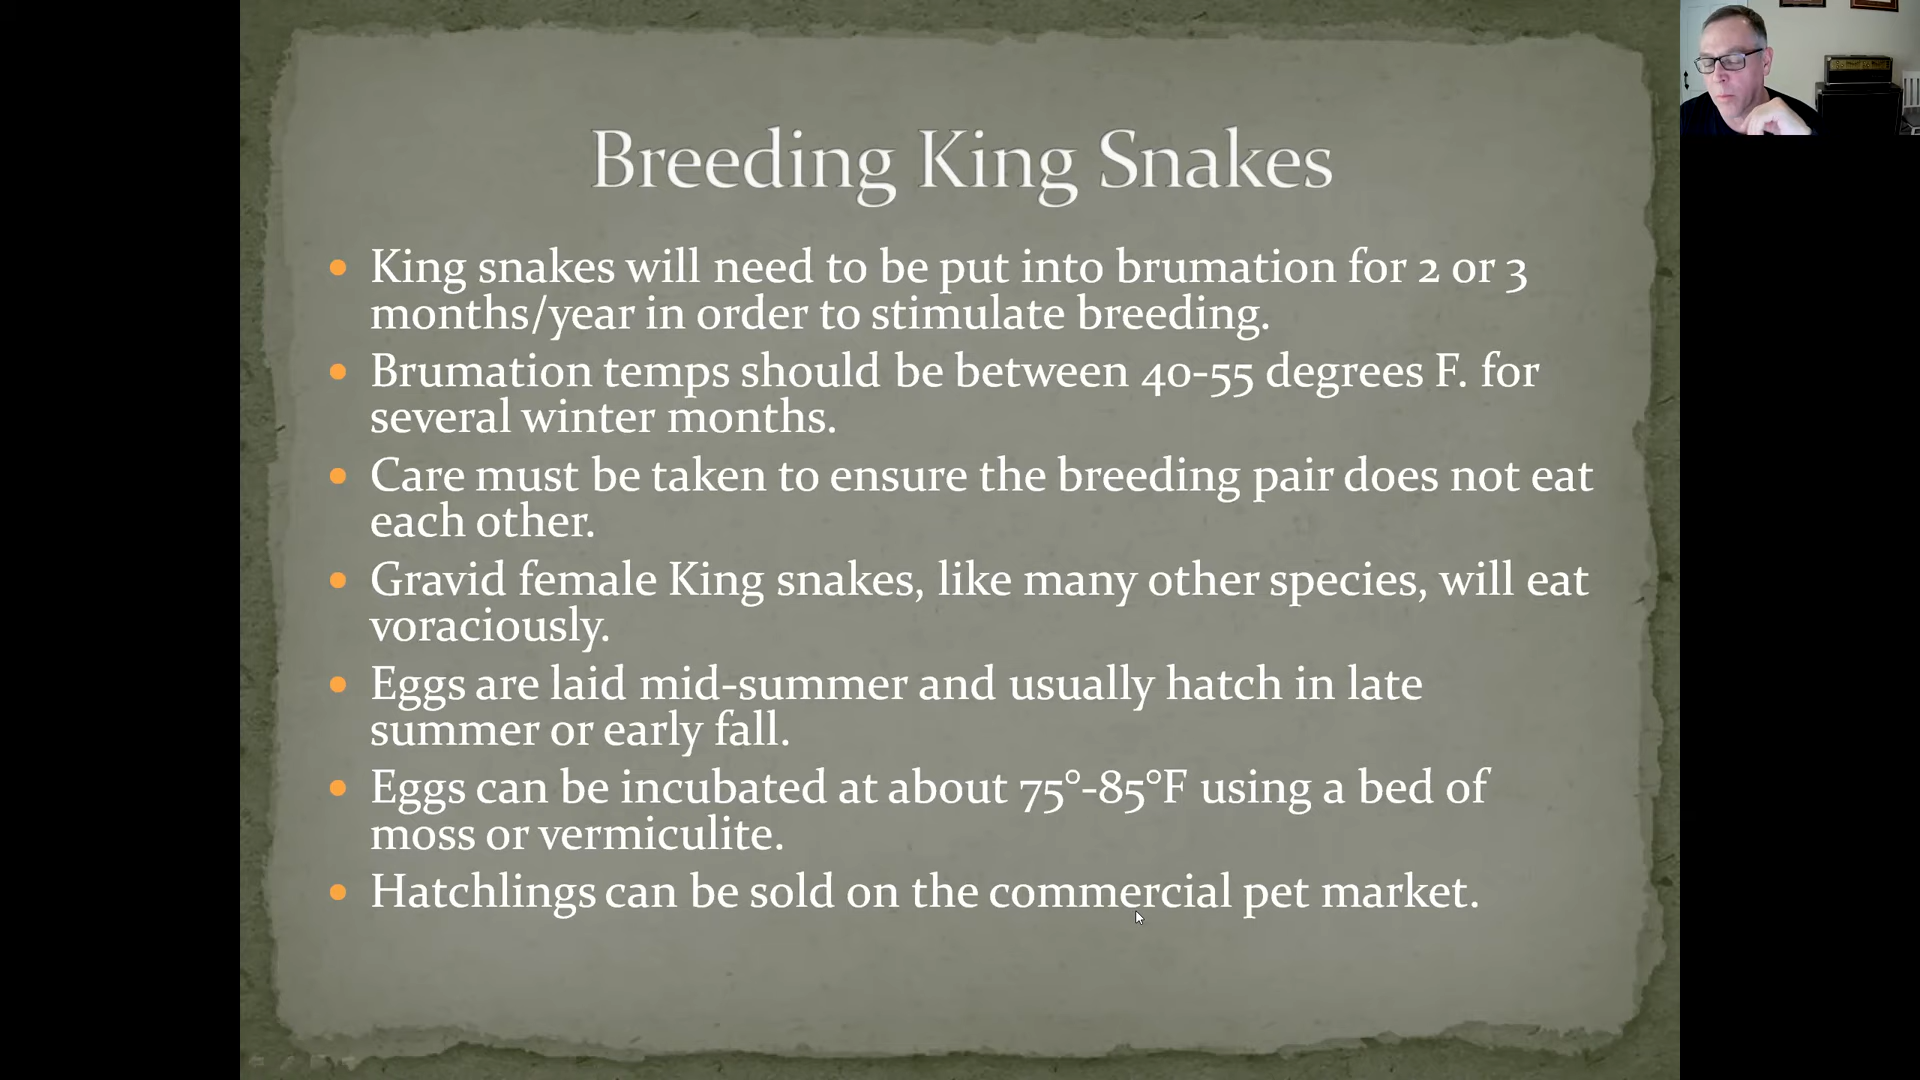 Breeding King Snakes
King snakes will need to be put into brumation for 2 or 3
months/year in order to stimulate breeding.
Brumation temps should be between 40-55 degrees F. for
several winter months.
Care must be taken to ensure the breeding pair does not eat
each other.
Gravid female King snakes, like many other species, will eat
voraciously.
Eggs are laid mid-summer and usually hatch in late
summer or early fall.
Eggs can be incubated at about 75°-85°F using a bed of
moss or vermiculite.
Hatchlings can be sold on the commercial pet market.